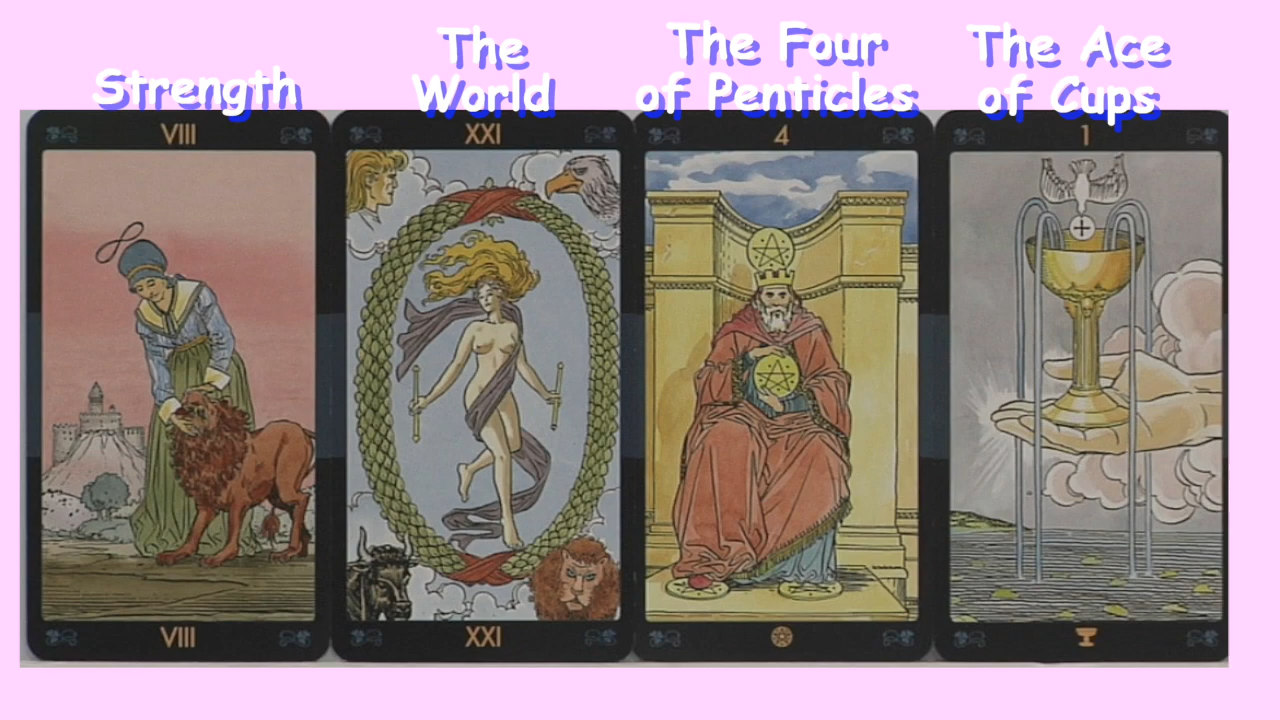 Strength
The
World
The Four
of Penticles
The Ace
of Cups
VIII
XXI
4
1
VIII
XXI